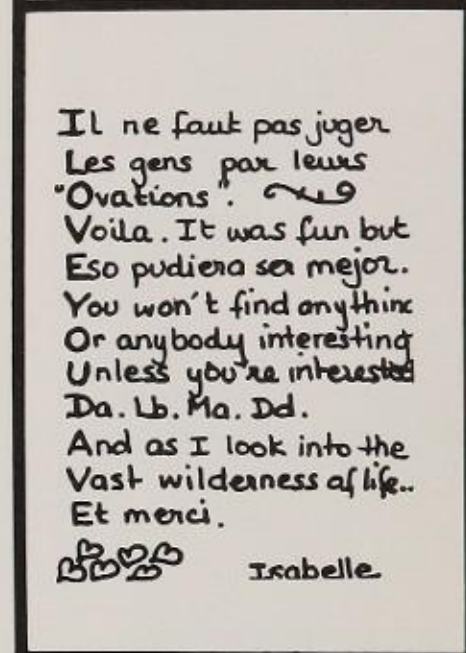 Il ne faut pas juger
Les gens par leurs
"Ovations".
Voila. It was fun but
Eso pudiera ser mejor.
You won't find anything
Or anybody interesting
Unless you're interested
Da. Lb. Ma. Dd.
And as I look into the
Vast wilderness of life..
Et merci.
Isabelle